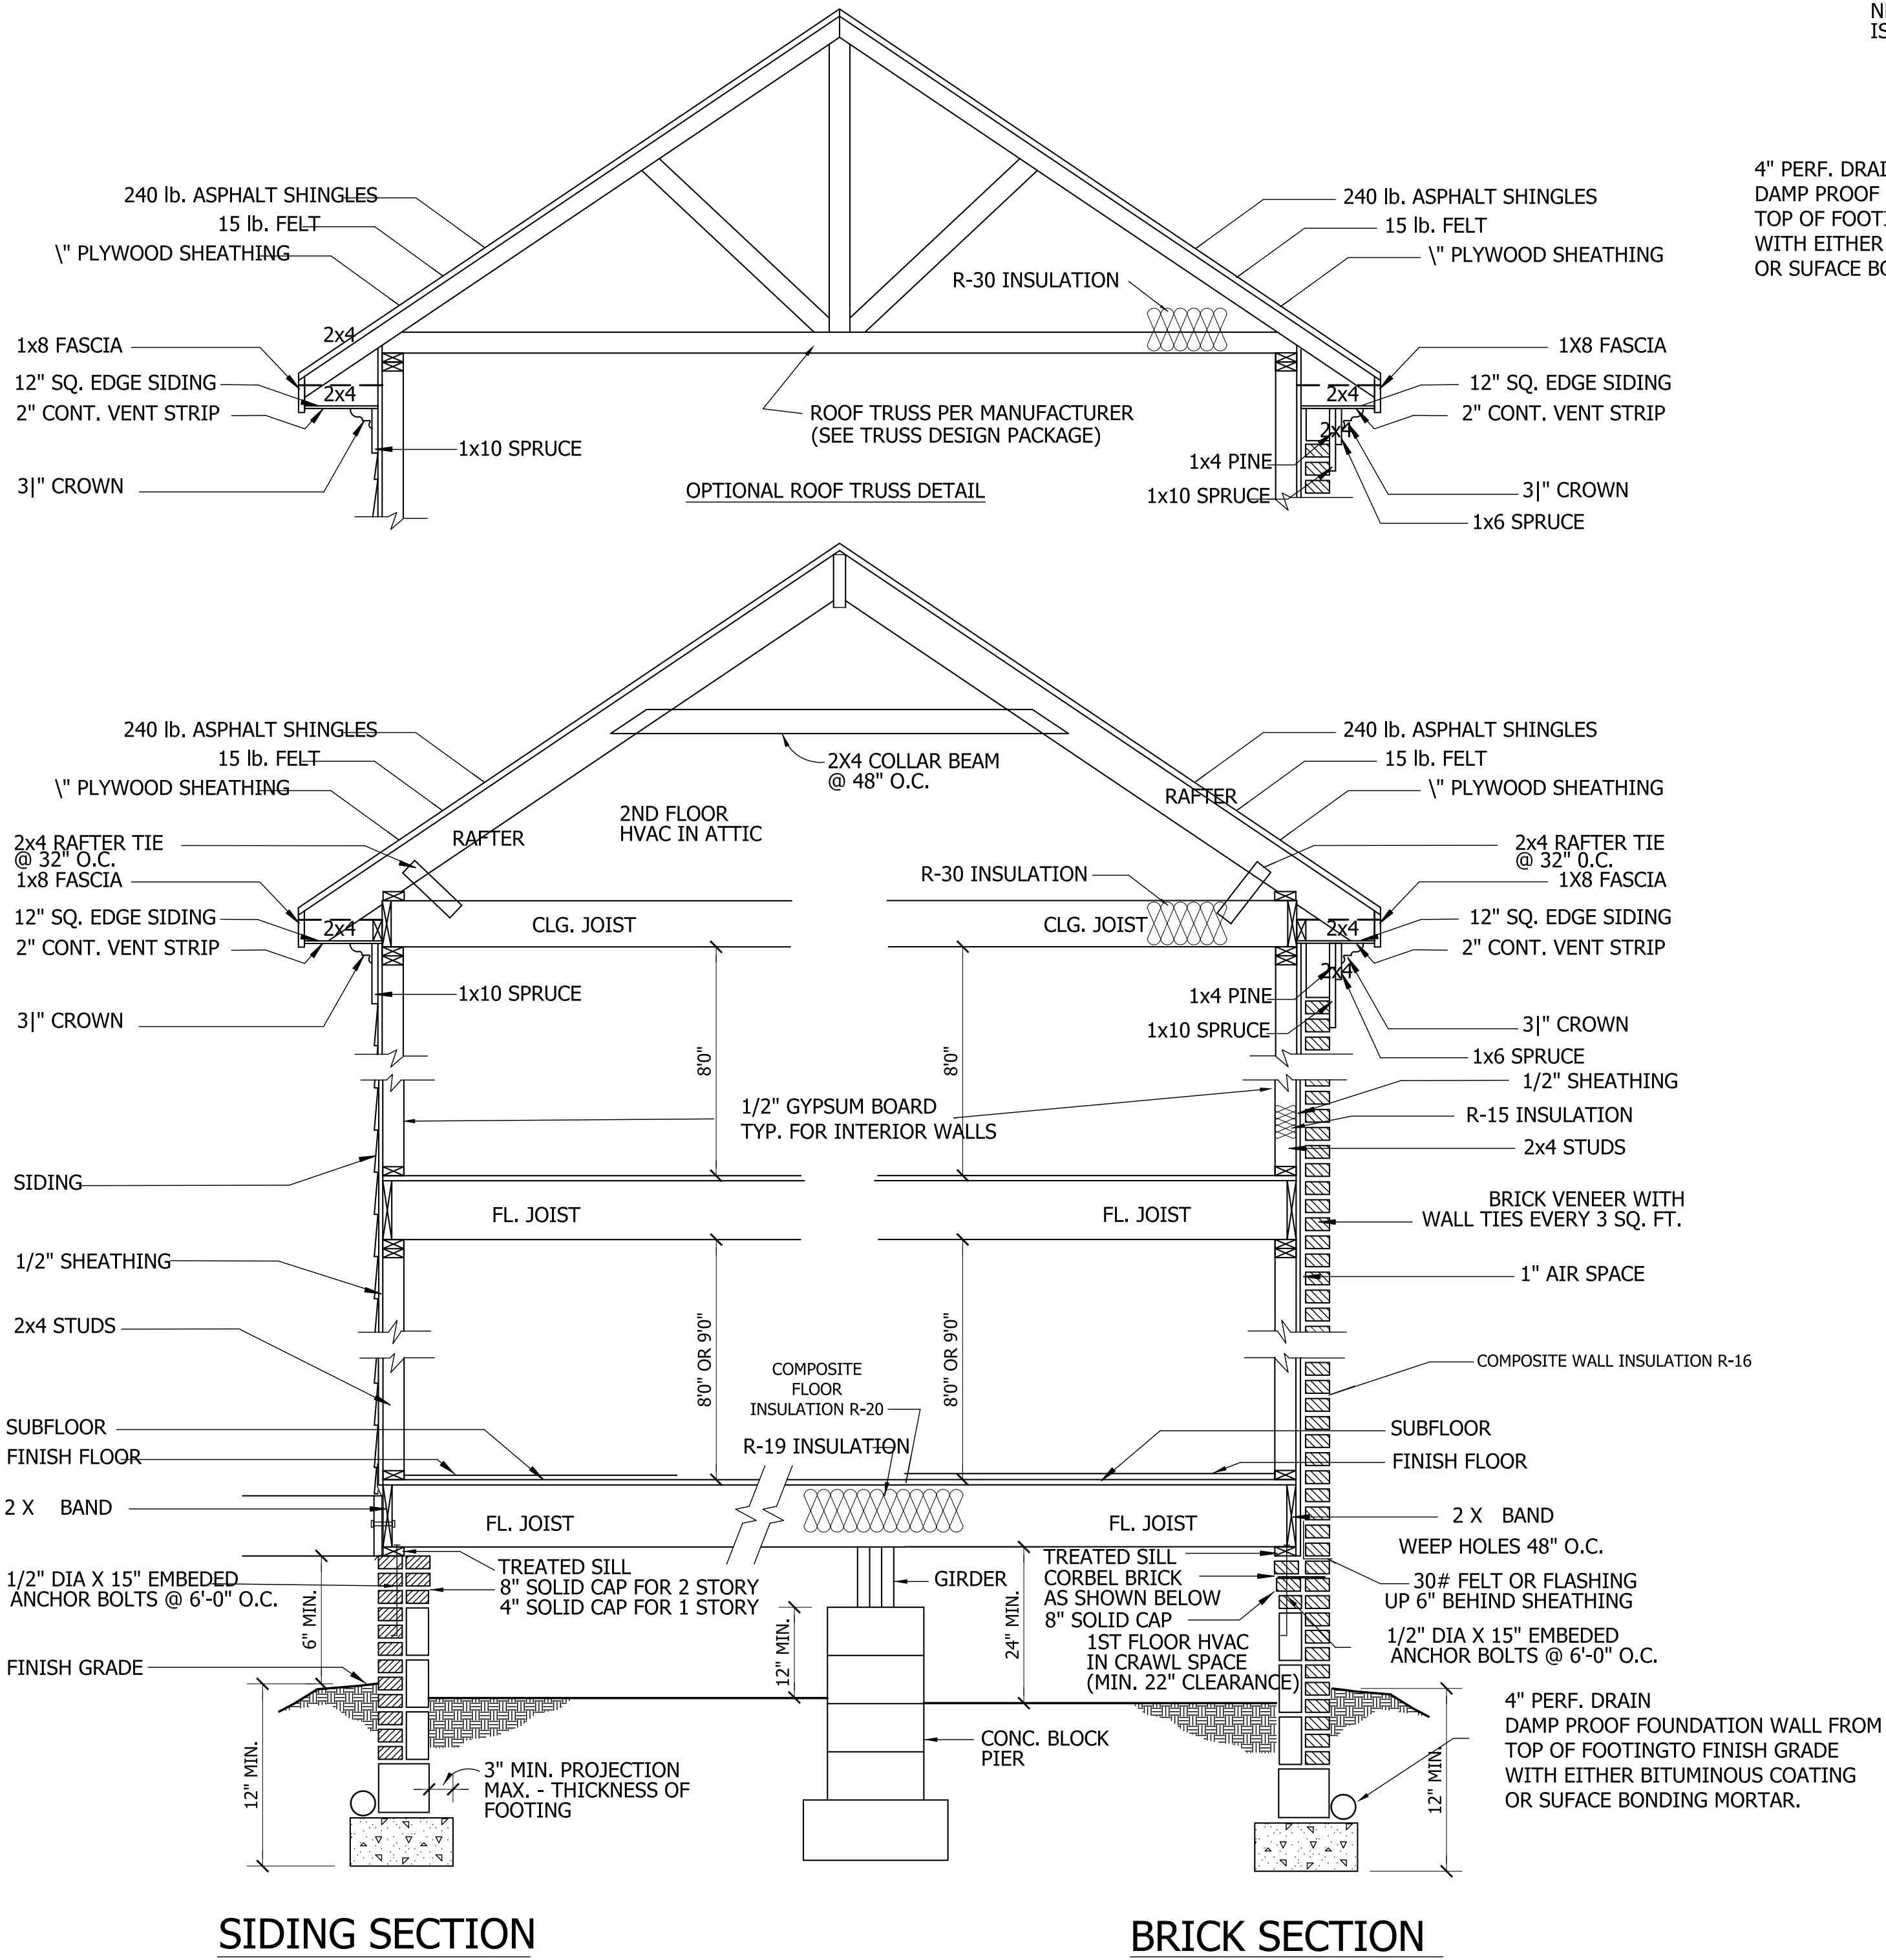 NE
IS
4" PERF. DRAI
DAMP PROOF
TOP OF FOOTI
WITH EITHER
OR SUFACE BO
240 lb. ASPHALT SHINGLES
15 lb. FELT
\" PLYWOOD SHEATHING
2x4
1x8 FASCIA
12" SQ. EDGE SIDING
2x4
2" CONT. VENT STRIP
1x10 SPRUCE
3|" CROWN
R-30 INSULATION
ROOF TRUSS PER MANUFACTURER
(SEE TRUSS DESIGN PACKAGE)
OPTIONAL ROOF TRUSS DETAIL
240 lb. ASPHALT SHINGLES
15 lb. FELT
\" PLYWOOD SHEATHING
1X8 FASCIA
12" SQ. EDGE SIDING
2x4
2" CONT. VENT STRIP
2x4
1x4 PINE
1x10 SPRUCE
3|" CROWN
1x6 SPRUCE
240 lb. ASPHALT SHINGLES
15 lb. FELT
\" PLYWOOD SHEATHING
RAFTER
2x4 RAFTER TIE
@ 32" O.C.
1x8 FASCIA
12" SQ. EDGE SIDING
2x4
2" CONT. VENT STRIP
1x10 SPRUCE
3|" CROWN
2X4 COLLAR BEAM
@ 48" O.C.
2ND FLOOR
HVAC IN ATTIC
R-30 INSULATION
CLG. JOIST
CLG. JOIST
240 lb. ASPHALT SHINGLES
15 lb. FELT
\" PLYWOOD SHEATHING
RAFTER
2x4 RAFTER TIE
@ 32" 0.C.
1X8 FASCIA
12" SQ. EDGE SIDING
2x4
2" CONT. VENT STRIP
2x4
1x4 PINE
1x10 SPRUCE
3|" CROWN
1x6 SPRUCE
1/2" SHEATHING
R-15 INSULATION
2x4 STUDS
8'0"
8'0"
1/2" GYPSUM BOARD
TYP. FOR INTERIOR WALLS
SIDING
FL. JOIST
FL. JOIST
BRICK VENEER WITH
WALL TIES EVERY 3 SQ. FT.
1/2" SHEATHING
1" AIR SPACE
2x4 STUDS
8'0" OR 9'0"
8'0" OR 9'0"
COMPOSITE
FLOOR
INSULATION R-20
R-19 INSULATION
COMPOSITE WALL INSULATION R-16
SUBFLOOR
FINISH FLOOR
SUBFLOOR
FINISH FLOOR
2 X BAND
FL. JOIST
FL. JOIST
2 X BAND
WEEP HOLES 48" O.C.
1/2" DIA X 15" EMBEDED
ANCHOR BOLTS @ 6'-0" O.C.
6" MIN.
TREATED SILL
8" SOLID CAP FOR 2 STORY
4" SOLID CAP FOR 1 STORY
GIRDER
12" MIN.
24" MIN.
TREATED SILL
CORBEL BRICK
AS SHOWN BELOW
8" SOLID CAP
1ST FLOOR HVAC
IN CRAWL SPACE
(MIN. 22" CLEARANCE)
30# FELT OR FLASHING
UP 6" BEHIND SHEATHING
1/2" DIA X 15" EMBEDED
ANCHOR BOLTS @ 6'-0" O.C.
FINISH GRADE
12" MIN.
3" MIN. PROJECTION
MAX. - THICKNESS OF
FOOTING
CONC. BLOCK
PIER
12" MIN.
4" PERF. DRAIN
DAMP PROOF FOUNDATION WALL FROM
TOP OF FOOTINGTO FINISH GRADE
WITH EITHER BITUMINOUS COATING
OR SUFACE BONDING MORTAR.
SIDING SECTION
BRICK SECTION